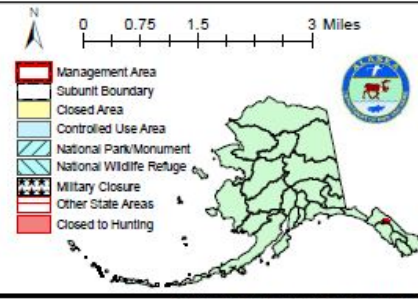 N
0 0.75 1.5 3 Miles
Management Area
Subunit Boundary
Closed Area
Controlled Use Area
National Park/Monument
National Wildlife Refuge
Military Closure
Other State Areas
Closed to Hunting
ALASKA